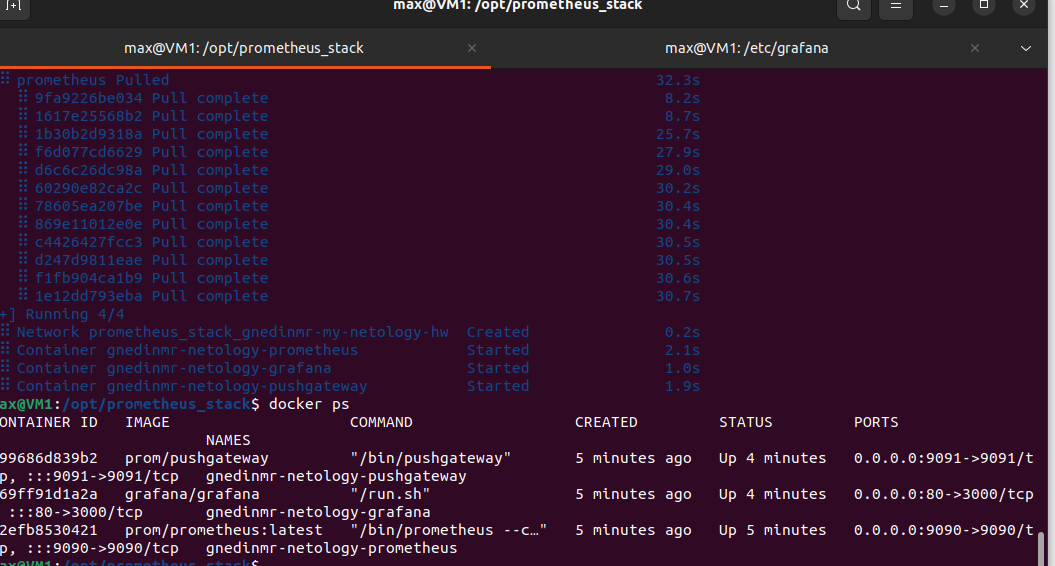 max@VM1: /opt/prometheus_stack
max@VM1: /opt/prometheus_stack
max@VM1: /etc/grafana
prometheus Pulled 32.3s
9fa9226be034 Pull complete 8.2s
1617e25568b2 Pull complete 8.7s
1b30b2d9318a Pull complete 25.7s
f6d077cd6629 Pull complete 27.9s
d6c6c26dc98a Pull complete 29.0s
60290e82ca2c Pull complete 30.2s
78605ea207be Pull complete 30.4s
869e11012e0e Pull complete 30.4s
c4426427fcc3 Pull complete 30.5s
d247d9811eae Pull complete 30.5s
f1fb904ca1b9 Pull complete 30.6s
1e12dd793eba Pull complete 30.7s
+] Running 4/4
Network prometheus_stack_gnedinmr-my-netology-hw Created 0.2s
Container gnedinmr-netology-prometheus Started 2.1s
Container gnedinmr-netology-grafana Started 1.0s
Container gnedinmr-netology-pushgateway Started 1.9s
ax@VM1:/opt/prometheus_stack$ docker ps
ONTAINER ID IMAGE COMMAND CREATED STATUS PORTS
NAMES
99686d839b2 prom/pushgateway "/bin/pushgateway" 5 minutes ago Up 4 minutes 0.0.0.0:9091->9091/t
p, :::9091->9091/tcp gnedinmr-netology-pushgateway
69ff91d1a2a grafana/grafana "/run.sh" 5 minutes ago Up 4 minutes 0.0.0.0:80->3000/tcp
:::80->3000/tcp gnedinmr-netology-grafana
2efb8530421 prom/prometheus:latest "/bin/prometheus --c…" 5 minutes ago Up 5 minutes 0.0.0.0:9090->9090/t
p, :::9090->9090/tcp gnedinmr-netology-prometheus
ax@VM1:/opt/prometheus_stack$